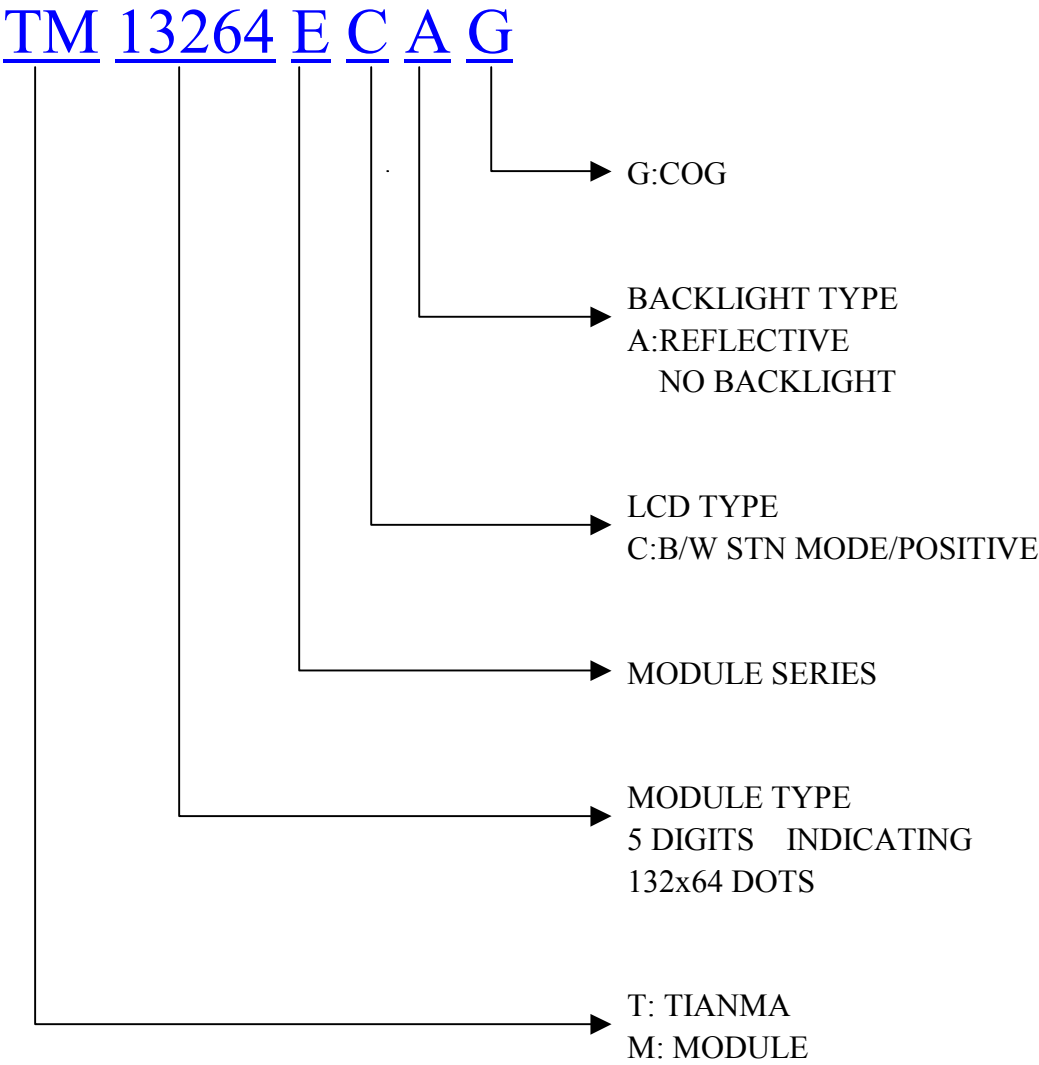 TM 13264 E C A G
G:COG
BACKLIGHT TYPE
A:REFLECTIVE
NO BACKLIGHT
LCD TYPE
C:B/W STN MODE/POSITIVE
MODULE SERIES
MODULE TYPE
5 DIGITS INDICATING
132x64 DOTS
T: TIANMA
M: MODULE